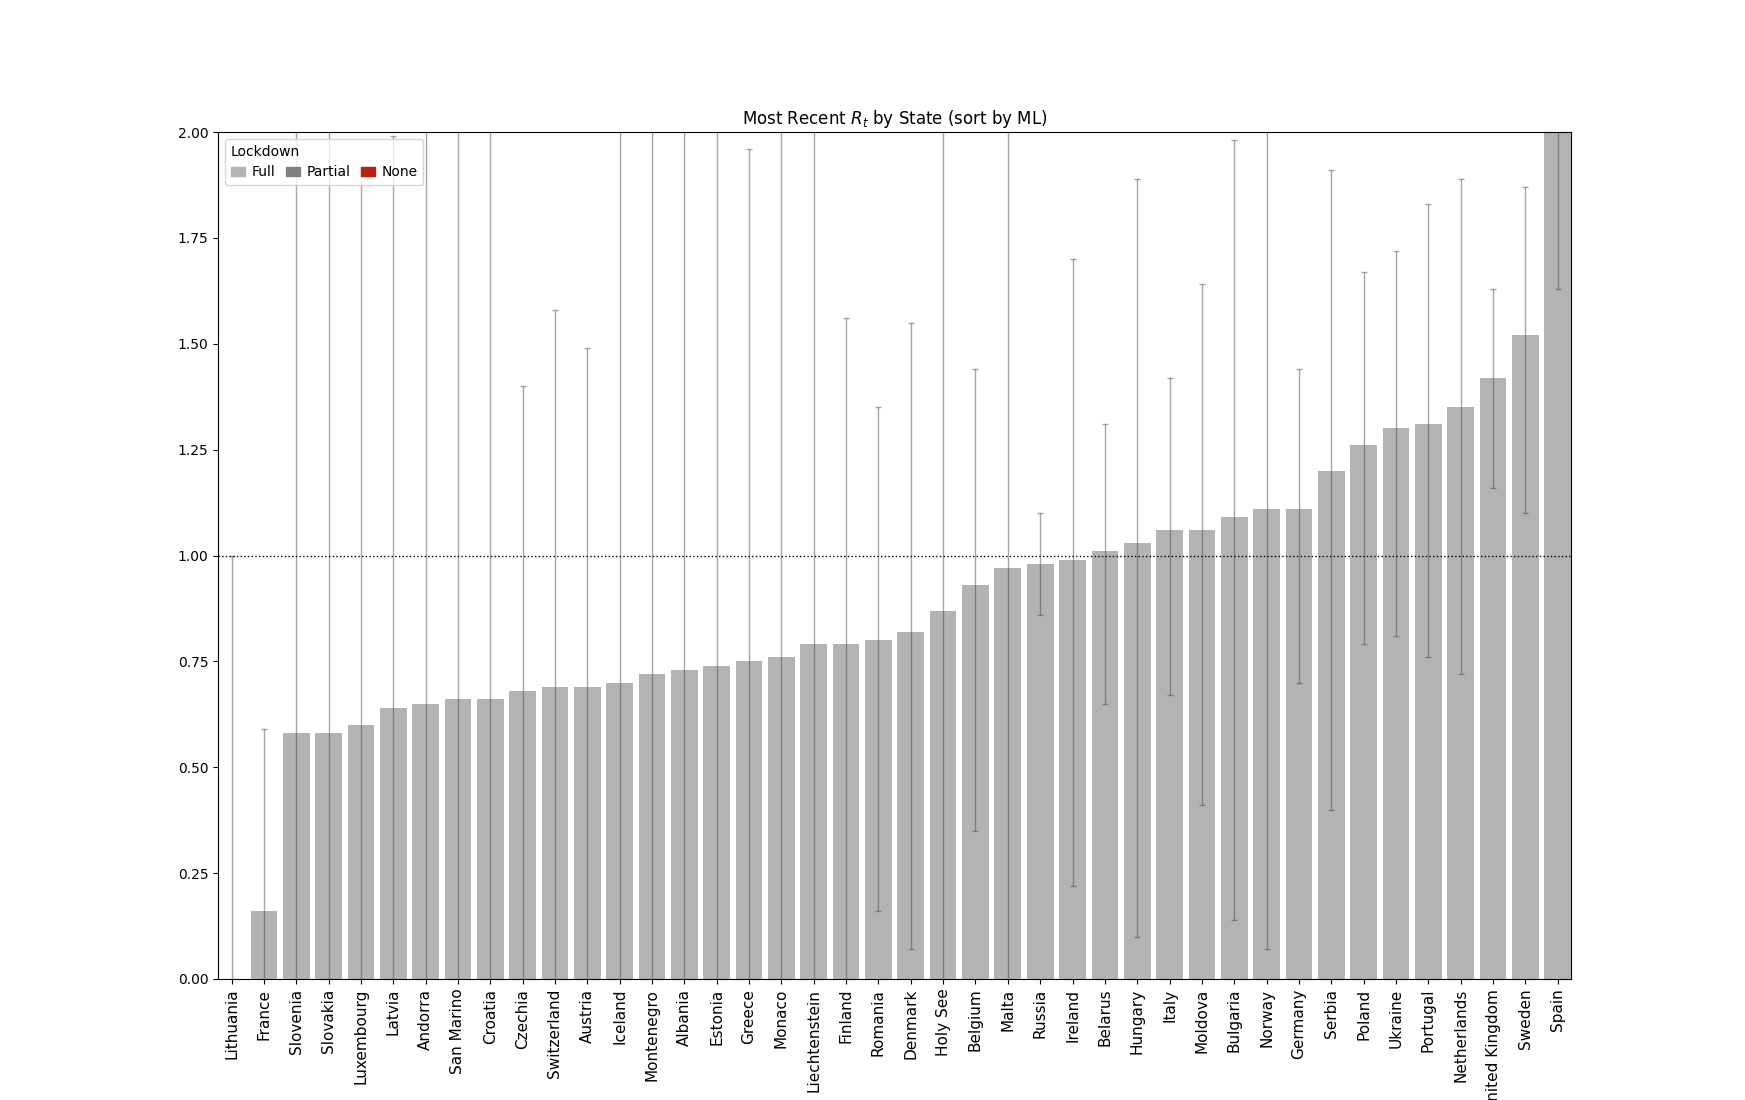 Most Recent Rt by State (sort by ML)
2.00
Lockdown
Full Partial None
1.75
1.50
1.25
1.00
0.75
0.50
0.25
0.00
Lithuania
France
Slovenia
Slovakia
Luxembourg
Latvia
Andorra
San Marino
Croatia
Czechia
Switzerland
Austria
Iceland
Montenegro
Albania
Estonia
Greece
Monaco
Liechtenstein
Finland
Romania
Denmark
Holy See
Belgium
Malta
Russia
Ireland
Belarus
Hungary
Italy
Moldova
Bulgaria
Norway
Germany
Serbia
Poland
Ukraine
Portugal
Netherlands
nited Kingdom
Sweden
Spain